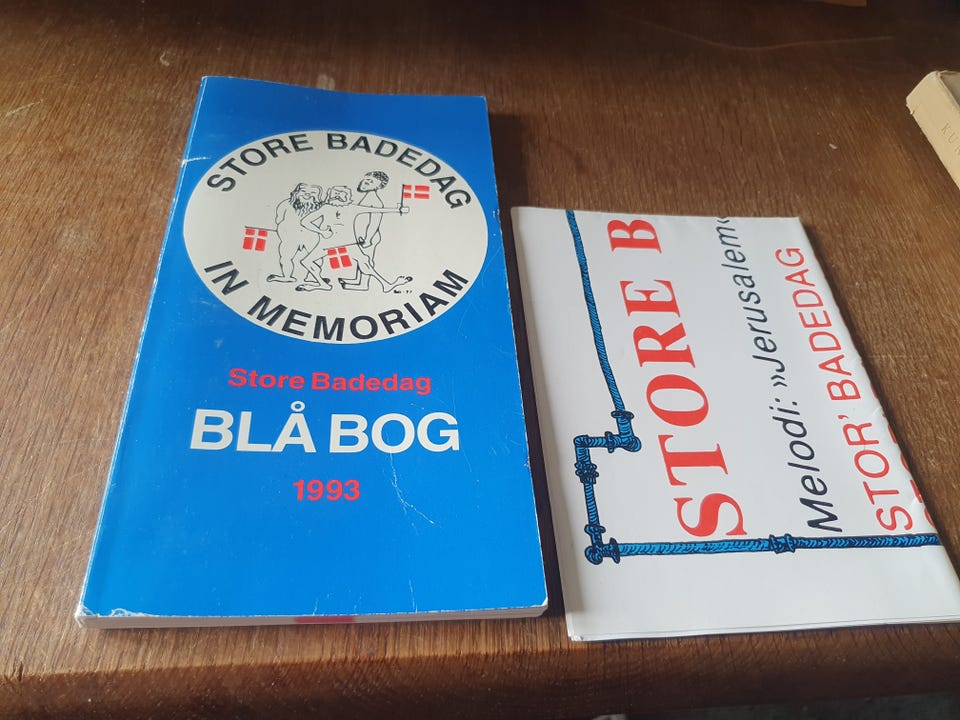 STORE BADEDAG
IN MEMORIAM
Store Badedag
BLÅ BOG
1993
STORE B
Melodi: »Jerusalem«
STOR' BADEDAG